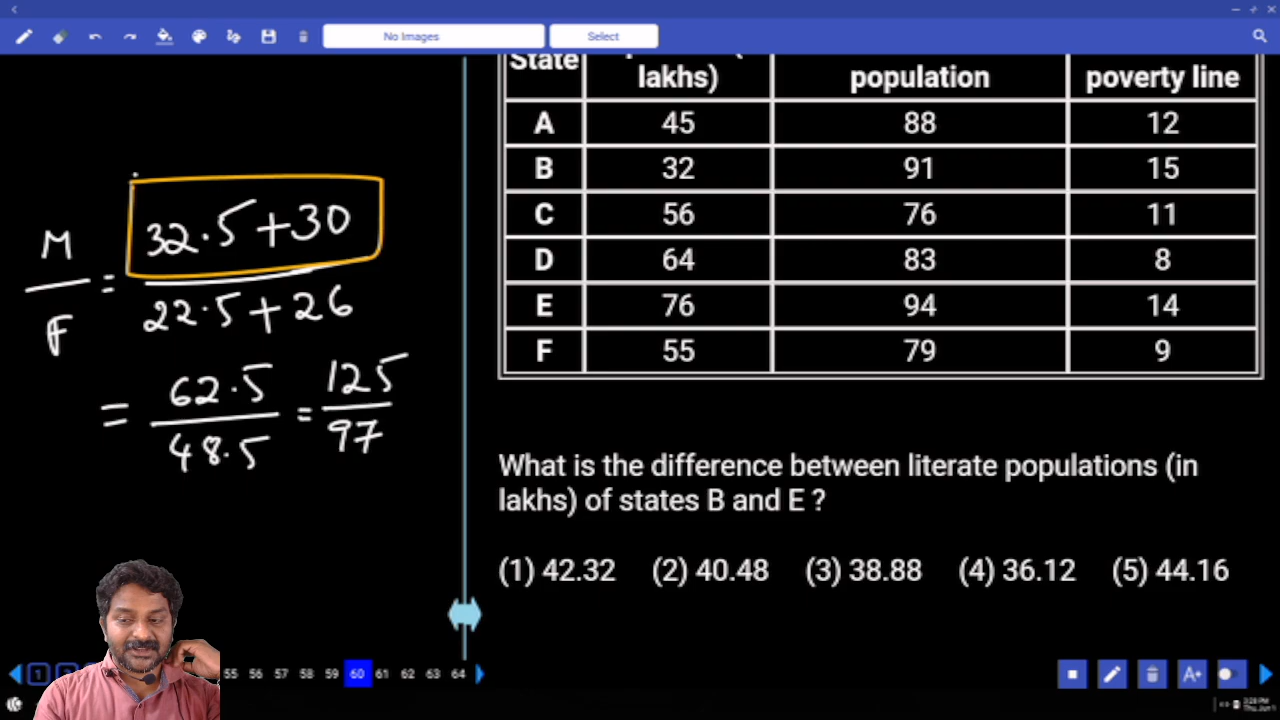 No Images
Select
State
lakhs)
population
poverty line
A 45 88 12
B 32 91 15
C 56 76 11
D 64 83 8
E 76 94 14
F 55 79 9
M/F = 32.5+30 / 22.5+26
= 62.5/48.5 = 125/97
What is the difference between literate populations (in
lakhs) of states B and E ?
(1) 42.32 (2) 40.48 (3) 38.88 (4) 36.12 (5) 44.16
1
55 56 57 58 59 60 61 62 63 64
A+